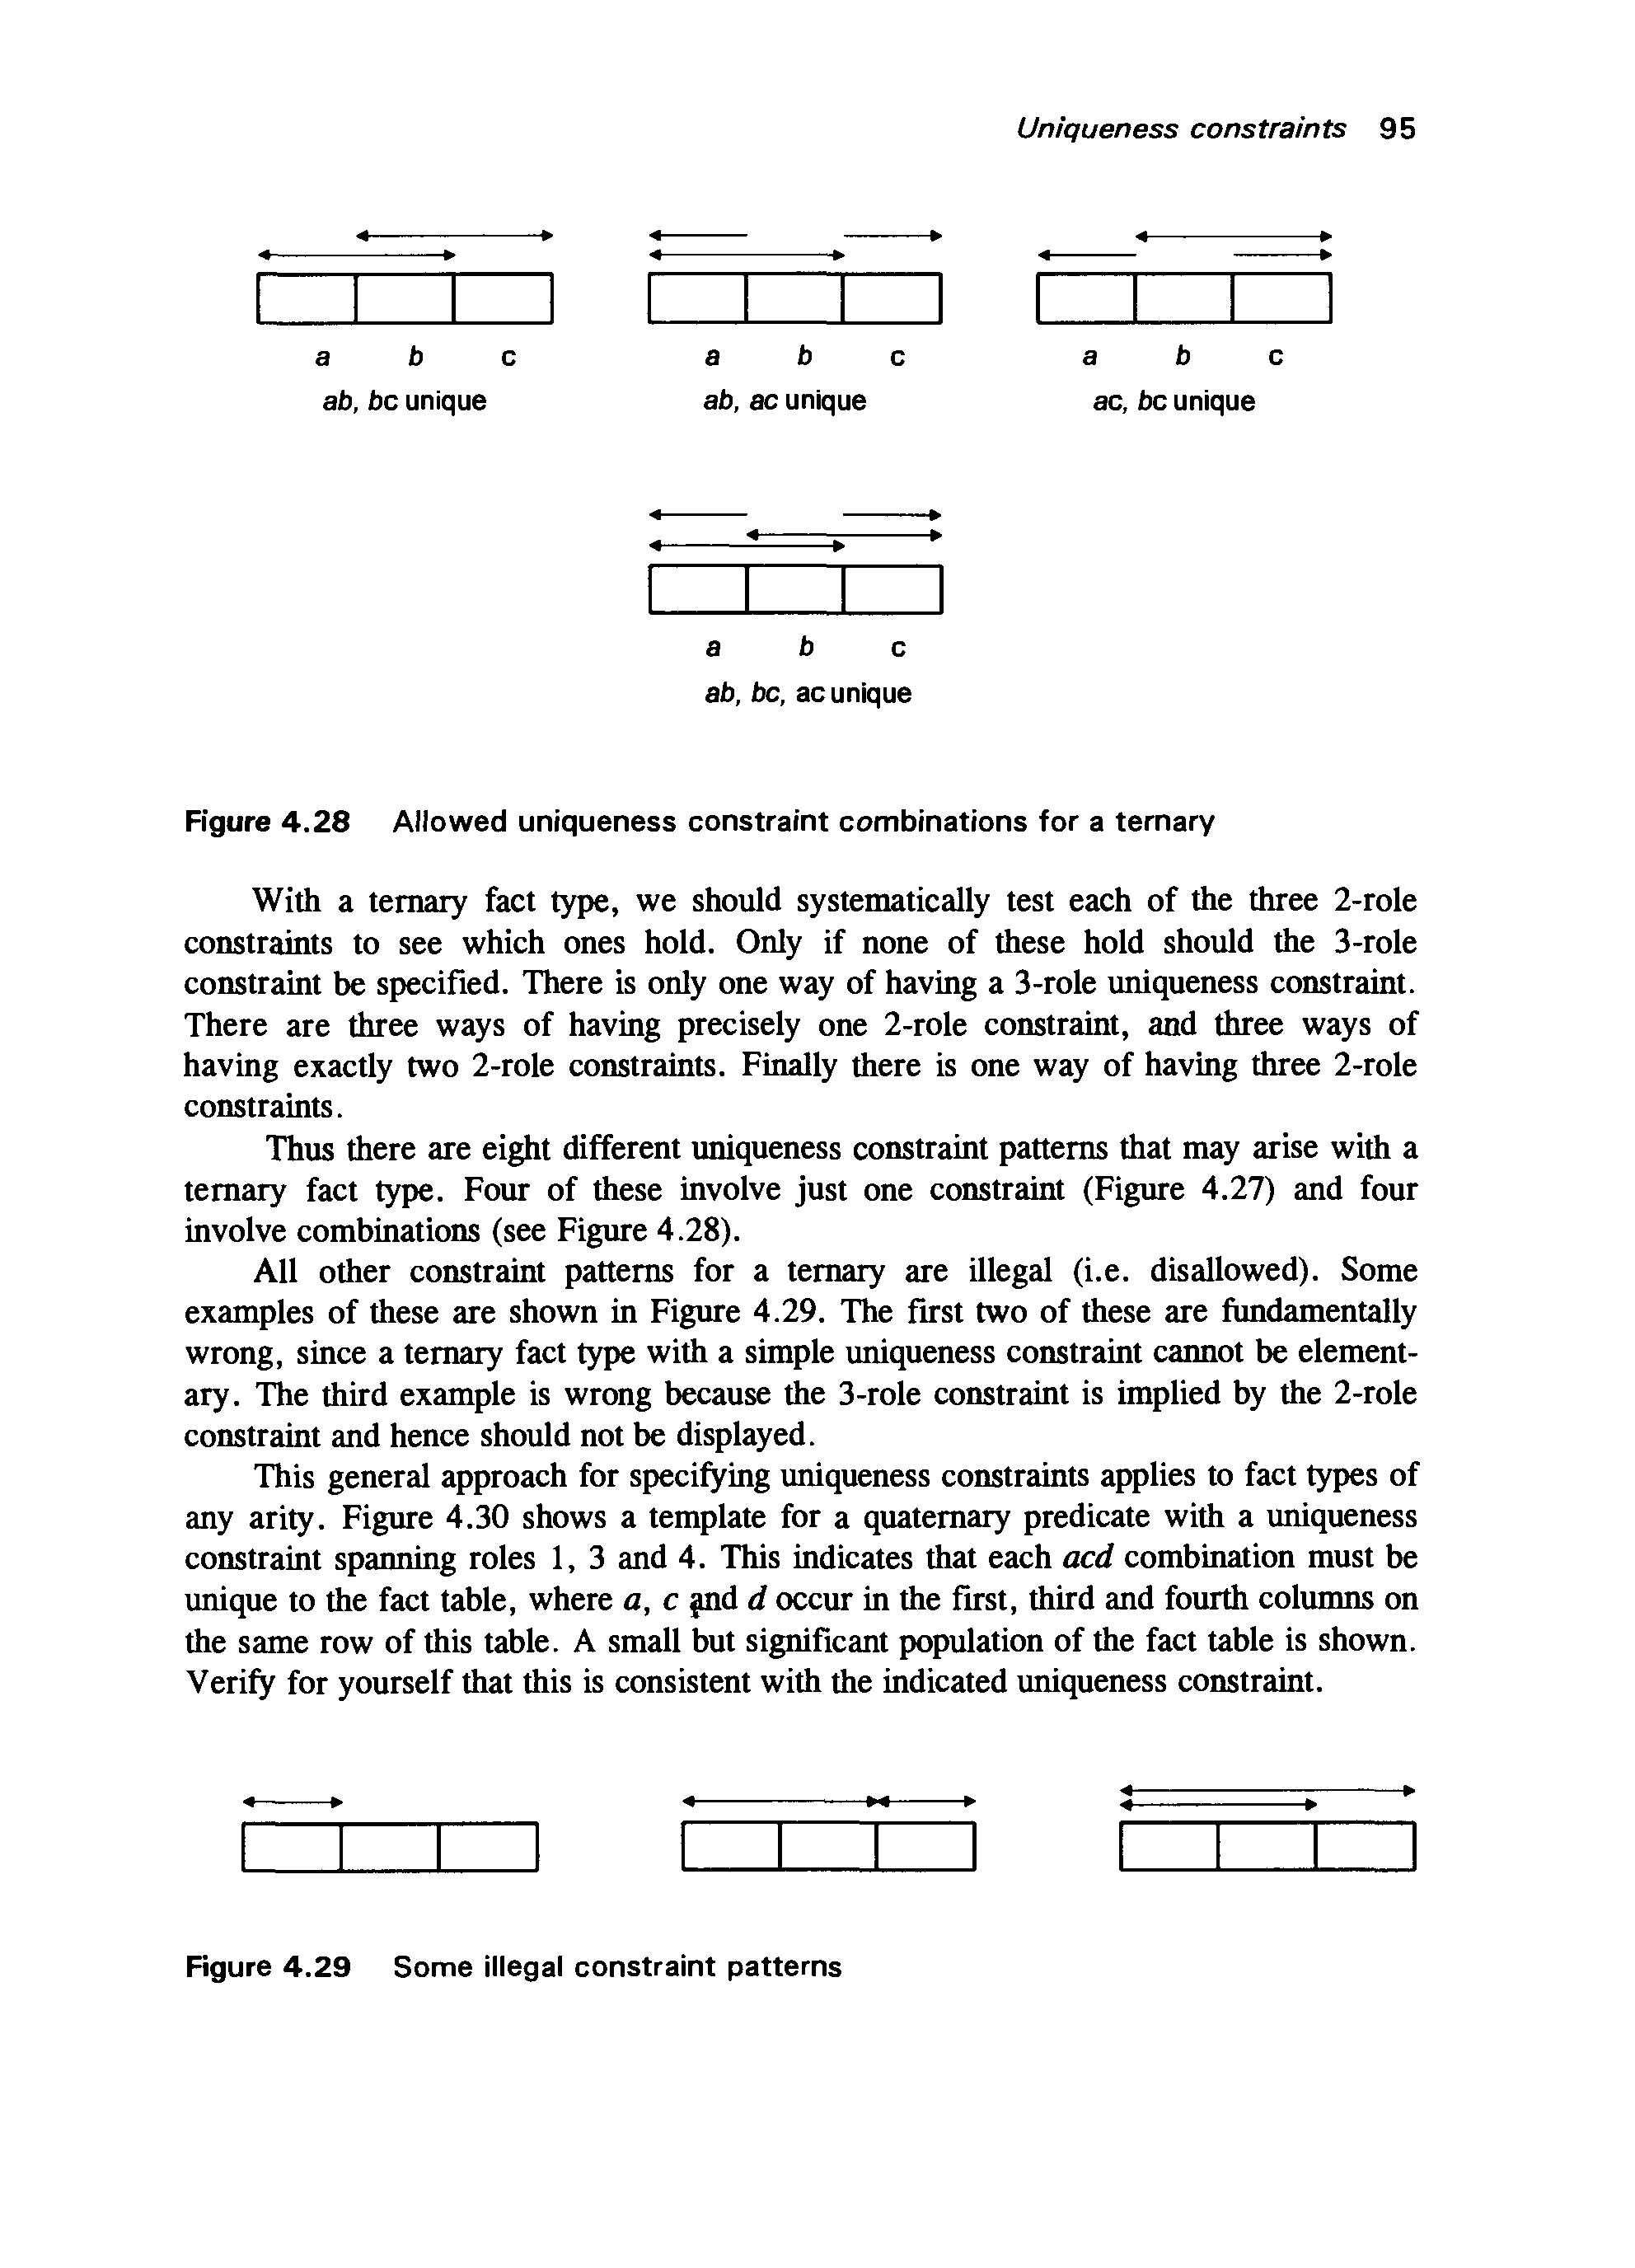 Uniqueness constraints 95
a b c a b c a b c
ab, bc unique ab, ac unique ac, bc unique
a b c
ab, bc, ac unique
Figure 4.28 Allowed uniqueness constraint combinations for a ternary
With a ternary fact type, we should systematically test each of the three 2-role
constraints to see which ones hold. Only if none of these hold should the 3-role
constraint be specified. There is only one way of having a 3-role uniqueness constraint.
There are three ways of having precisely one 2-role constraint, and three ways of
having exactly two 2-role constraints. Finally there is one way of having three 2-role
constraints.
Thus there are eight different uniqueness constraint patterns that may arise with a
ternary fact type. Four of these involve just one constraint (Figure 4.27) and four
involve combinations (see Figure 4.28).
All other constraint patterns for a ternary are illegal (i.e. disallowed). Some
examples of these are shown in Figure 4.29. The first two of these are fundamentally
wrong, since a ternary fact type with a simple uniqueness constraint cannot be element-
ary. The third example is wrong because the 3-role constraint is implied by the 2-role
constraint and hence should not be displayed.
This general approach for specifying uniqueness constraints applies to fact types of
any arity. Figure 4.30 shows a template for a quaternary predicate with a uniqueness
constraint spanning roles 1, 3 and 4. This indicates that each acd combination must be
unique to the fact table, where a, c and d occur in the first, third and fourth columns on
the same row of this table. A small but significant population of the fact table is shown.
Verify for yourself that this is consistent with the indicated uniqueness constraint.
Figure 4.29 Some illegal constraint patterns